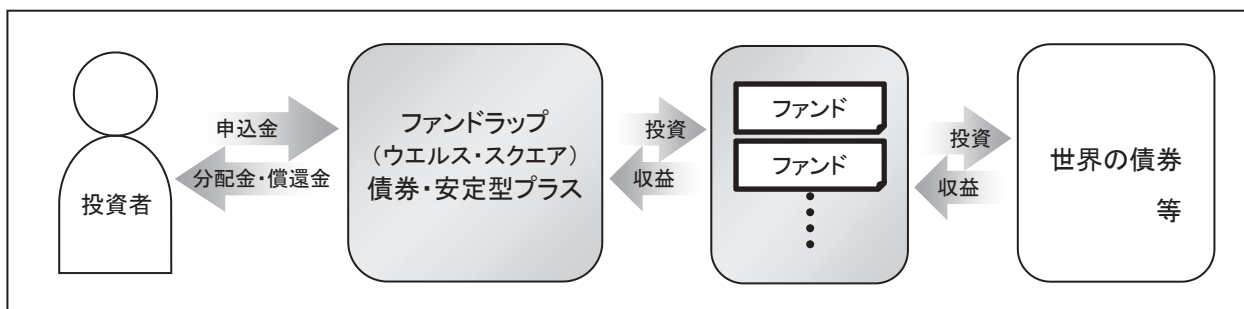 投資者
申込金
分配金・償還金
ファンドラップ
（ウエルス・スクエア）
債券・安定型プラス
投資
収益
ファンド
ファンド
投資
収益
世界の債券
等